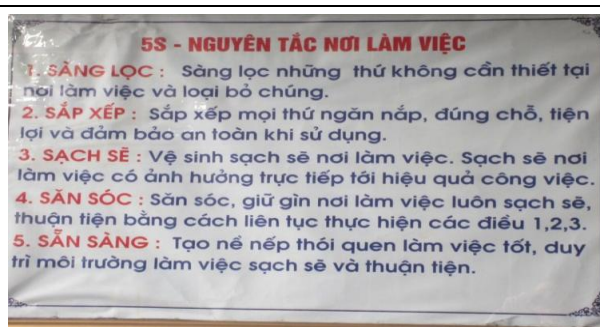 5S - NGUYÊN TẮC NƠI LÀM VIỆC
1. SÀNG LỌC : Sàng lọc những thứ không cần thiết tại
nơi làm việc và loại bỏ chúng.
2. SẮP XẾP : Sắp xếp mọi thứ ngăn nắp, đúng chỗ, tiện
lợi và đảm bảo an toàn khi sử dụng.
3. SẠCH SẼ : Vệ sinh sạch sẽ nơi làm việc. Sạch sẽ nơi
làm việc có ảnh hưởng trực tiếp tới hiệu quả công việc.
4. SĂN SÓC : Săn sóc, giữ gìn nơi làm việc luôn sạch sẽ,
thuận tiện bằng cách liên tục thực hiện các điều 1,2,3.
5. SẴN SÀNG : Tạo nề nếp thói quen làm việc tốt, duy
trì môi trường làm việc sạch sẽ và thuận tiện.